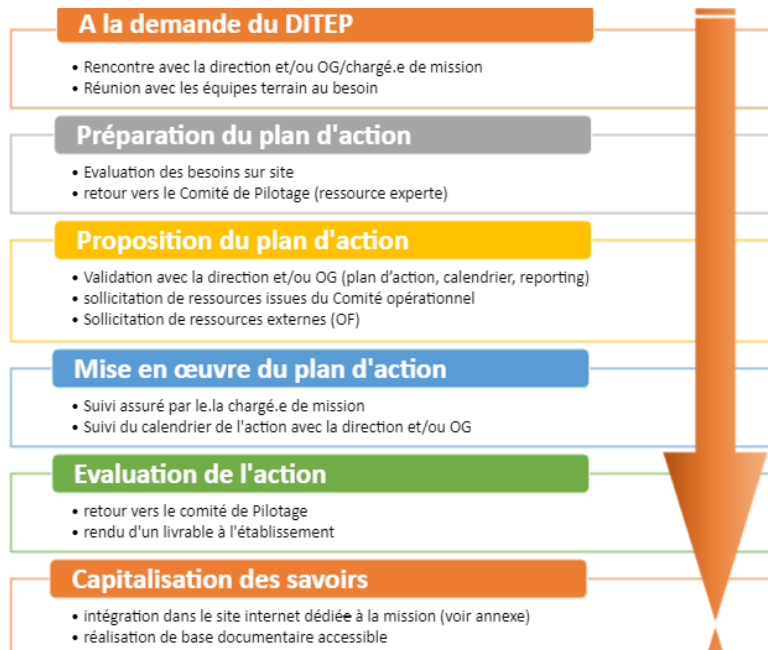 A la demande du DITEP
• Rencontre avec la direction et/ou OG/chargé.e de mission
• Réunion avec les équipes terrain au besoin
Préparation du plan d'action
• Evaluation des besoins sur site
• retour vers le Comité de Pilotage (ressource experte)
Proposition du plan d'action
• Validation avec la direction et/ou OG (plan d’action, calendrier, reporting)
• sollicitation de ressources issues du Comité opérationnel
• Sollicitation de ressources externes (OF)
Mise en œuvre du plan d'action
• Suivi assuré par le.la chargé.e de mission
• Suivi du calendrier de l'action avec la direction et/ou OG
Evaluation de l'action
• retour vers le comité de Pilotage
• rendu d'un livrable à l'établissement
Capitalisation des savoirs
• intégration dans le site internet dédiée à la mission (voir annexe)
• réalisation de base documentaire accessible